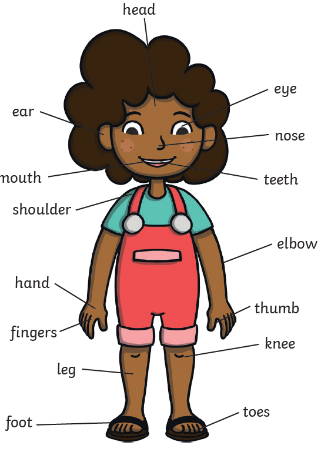 head
eye
ear
nose
mouth
teeth
shoulder
elbow
hand
thumb
fingers
knee
leg
toes
foot